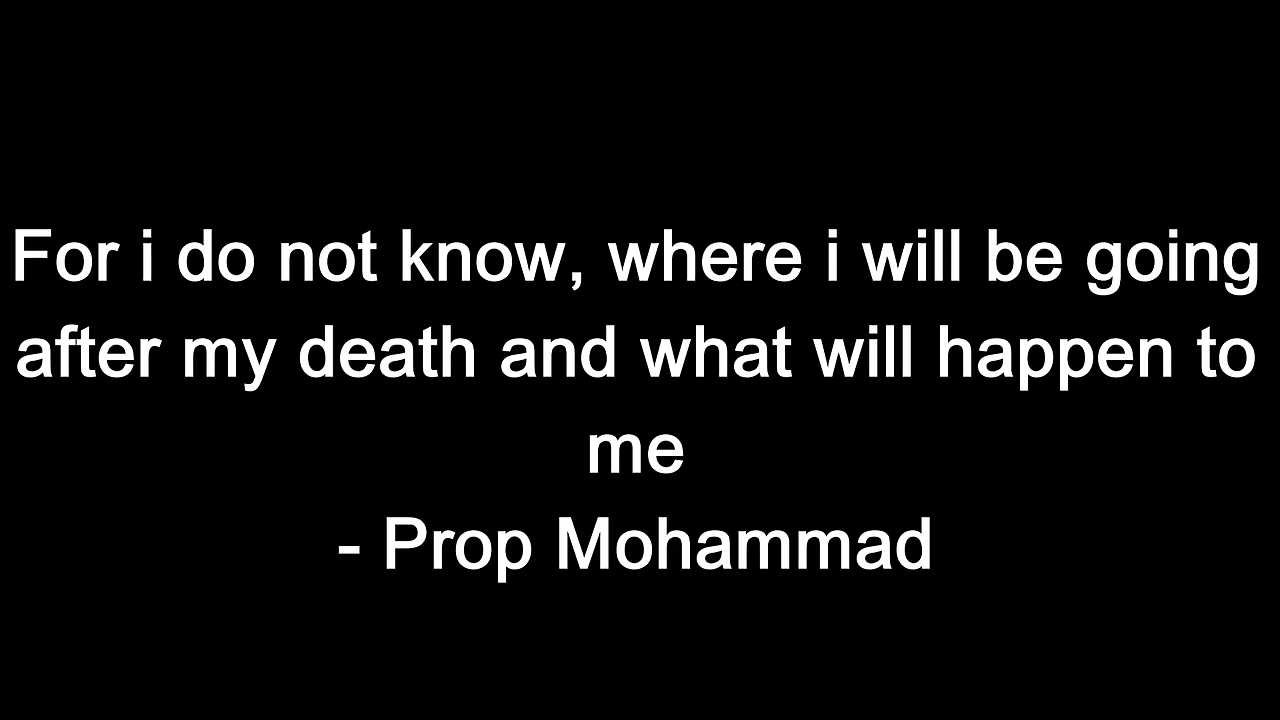 For i do not know, where i will be going
after my death and what will happen to
me
- Prop Mohammad